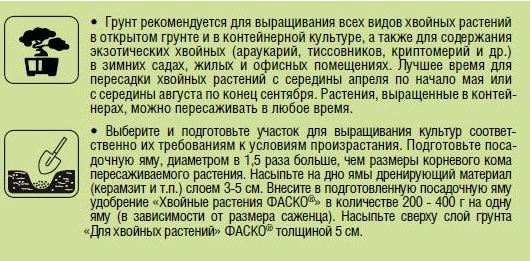 • Грунт рекомендуется для выращивания всех видов хвойных растений
в открытом грунте и в контейнерной культуре, а также для содержания
экзотических хвойных (араукарий, тиссовников, криптомерий и др.)
в зимних садах, жилых и офисных помещениях. Лучшее время для
пересадки хвойных растений с середины апреля по начало мая или
с середины августа по конец сентября. Растения, выращенные в контей-
нерах, можно пересаживать в любое время.
• Выберите и подготовьте участок для выращивания культур соответ-
ственно их требованиям к условиям произрастания. Подготовьте поса-
дочную яму, диаметром в 1,5 раза больше, чем размеры корневого кома
пересаживаемого растения. Насыпьте на дно ямы дренирующий материал
(керамзит и т.п.) слоем 3-5 см. Внесите в подготовленную посадочную яму
удобрение «Хвойные растения ФАСКО®» в количестве 200 - 400 г на одну
яму (в зависимости от размера саженца). Насыпьте сверху слой грунта
«Для хвойных растений» ФАСКО® толщиной 5 см.